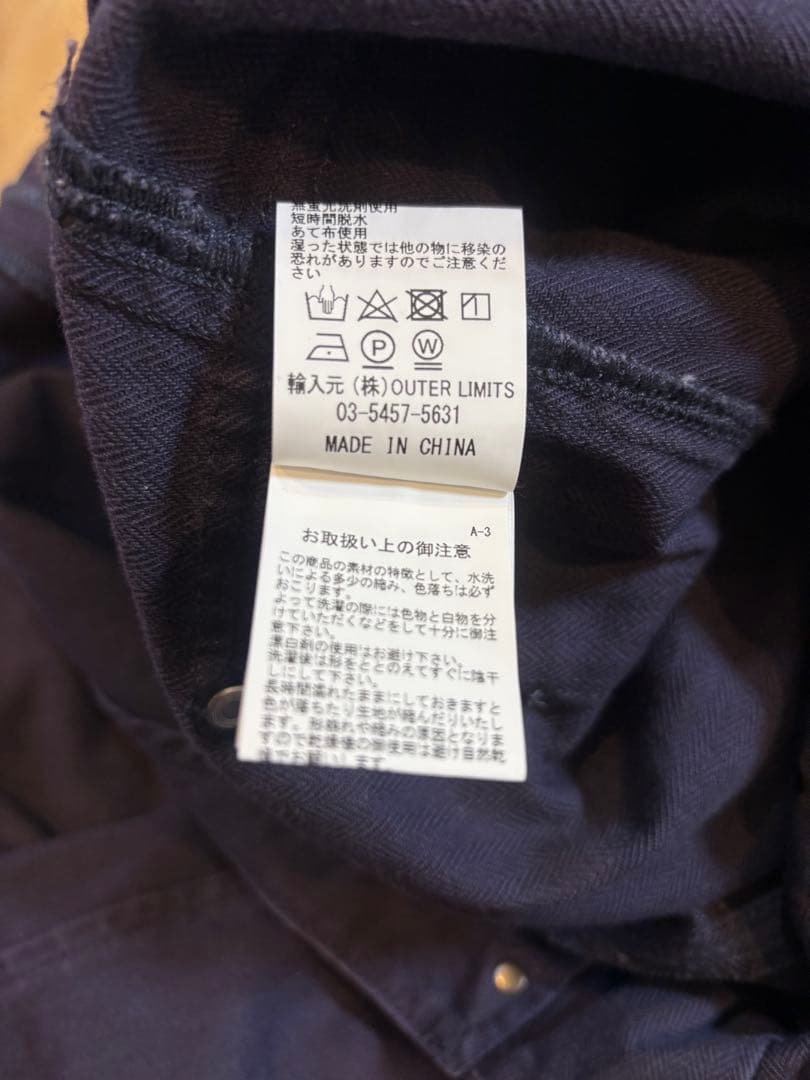 無蛍光洗剤使用
短時間脱水
あて布使用
湿った状態では他の物に移染の
恐れがありますのでご注意くだ
さい
P W
輸入元 (株)OUTER LIMITS
03-5457-5631
MADE IN CHINA
A-3
お取扱い上の御注意
この商品の素材の特徴として、水洗
いによる多少の縮み、色落ちは必ず
おこります。
よって洗濯の際には色物と白物を分
けていただくなどをして十分に御注
意下さい。
漂白剤の使用はお避け下さい。
洗濯後は形をととのえてすぐに陰干
しにして下さい。
長時間濡れたままにしておきますと
色が落ちたり生地が縮んだりいたし
ます。形崩れや縮みの原因となりま
すので乾燥機の御使用は避け自然乾